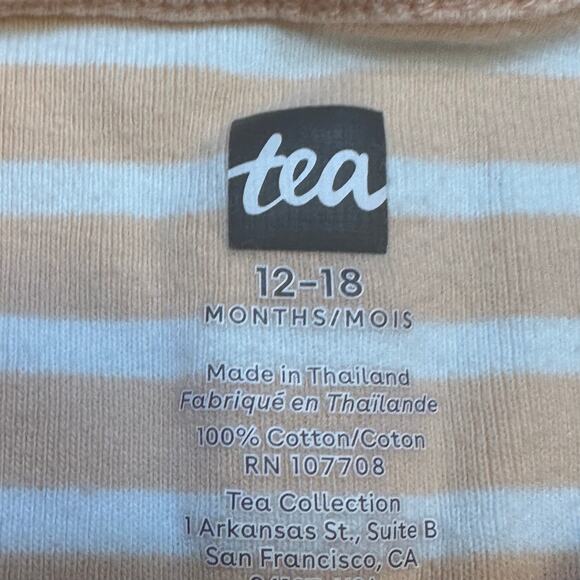 tea
12-18
MONTHS/MOIS
Made in Thailand
Fabriqué en Thaïlande
100% Cotton/Coton
RN 107708
Tea Collection
1 Arkansas St., Suite B
San Francisco, CA